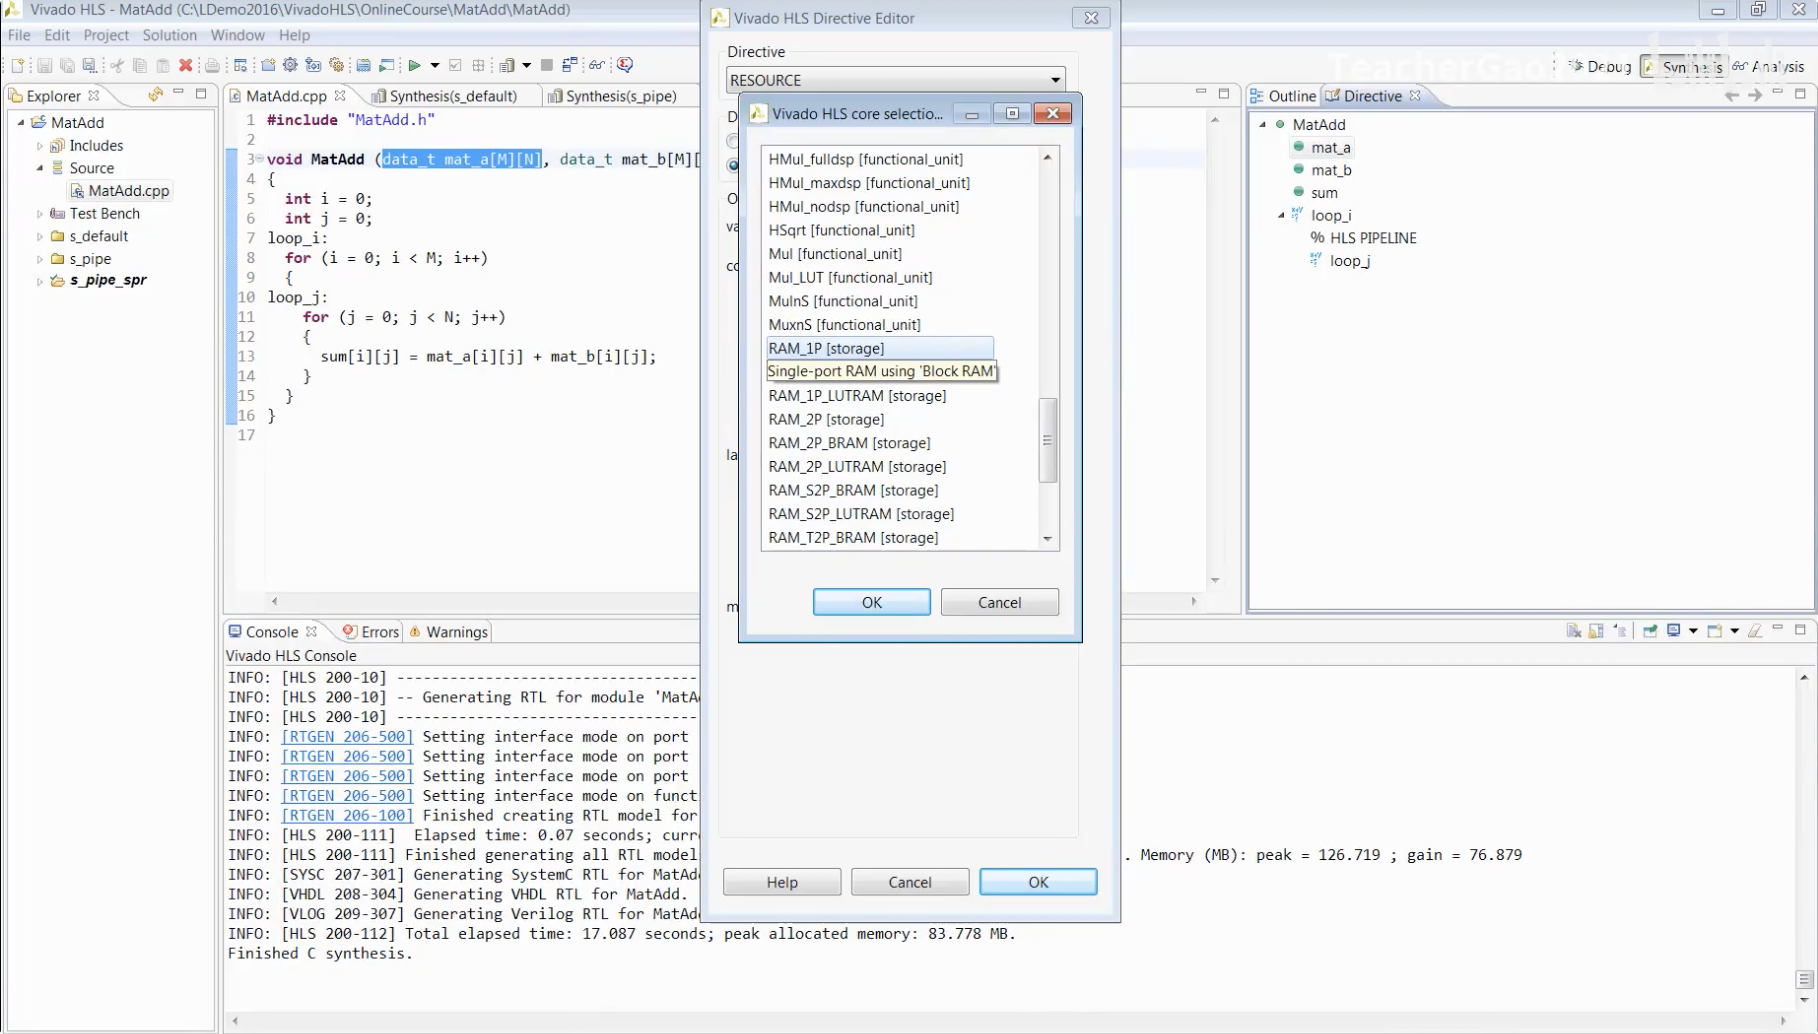 Vivado HLS - MatAdd (C:\LDemo2016\VivadoHLS\OnlineCourse\MatAdd\MatAdd)
File Edit Project Solution Window Help
Debug Synthesis Analysis
Explorer
MatAdd
Includes
Source
MatAdd.cpp
Test Bench
s_default
s_pipe
s_pipe_spr
MatAdd.cpp Synthesis(s_default) Synthesis(s_pipe)
1 #include "MatAdd.h"
2
3 void MatAdd (data_t mat_a[M][N], data_t mat_b[M][
4 {
5 int i = 0;
6 int j = 0;
7 loop_i:
8 for (i = 0; i < M; i++)
9 {
10 loop_j:
11 for (j = 0; j < N; j++)
12 {
13 sum[i][j] = mat_a[i][j] + mat_b[i][j];
14 }
15 }
16 }
17
Vivado HLS Directive Editor
Directive
RESOURCE
Vivado HLS core selectio...
HMul_fulldsp [functional_unit]
HMul_maxdsp [functional_unit]
HMul_nodsp [functional_unit]
HSqrt [functional_unit]
Mul [functional_unit]
Mul_LUT [functional_unit]
MulnS [functional_unit]
MuxnS [functional_unit]
RAM_1P [storage]
Single-port RAM using 'Block RAM'
RAM_1P_LUTRAM [storage]
RAM_2P [storage]
RAM_2P_BRAM [storage]
RAM_2P_LUTRAM [storage]
RAM_S2P_BRAM [storage]
RAM_S2P_LUTRAM [storage]
RAM_T2P_BRAM [storage]
OK Cancel
Help Cancel OK
Outline Directive
MatAdd
mat_a
mat_b
sum
loop_i
% HLS PIPELINE
loop_j
Console Errors Warnings
Vivado HLS Console
INFO: [HLS 200-10] ----------------------------------
INFO: [HLS 200-10] -- Generating RTL for module 'MatA
INFO: [HLS 200-10] ----------------------------------
INFO: [RTGEN 206-500] Setting interface mode on port
INFO: [RTGEN 206-500] Setting interface mode on port
INFO: [RTGEN 206-500] Setting interface mode on port
INFO: [RTGEN 206-500] Setting interface mode on funct
INFO: [RTGEN 206-100] Finished creating RTL model for
INFO: [HLS 200-111] Elapsed time: 0.07 seconds; curre
INFO: [HLS 200-111] Finished generating all RTL model . Memory (MB): peak = 126.719 ; gain = 76.879
INFO: [SYSC 207-301] Generating SystemC RTL for MatAd
INFO: [VHDL 208-304] Generating VHDL RTL for MatAdd.
INFO: [VLOG 209-307] Generating Verilog RTL for MatAd
INFO: [HLS 200-112] Total elapsed time: 17.087 seconds; peak allocated memory: 83.778 MB.
Finished C synthesis.